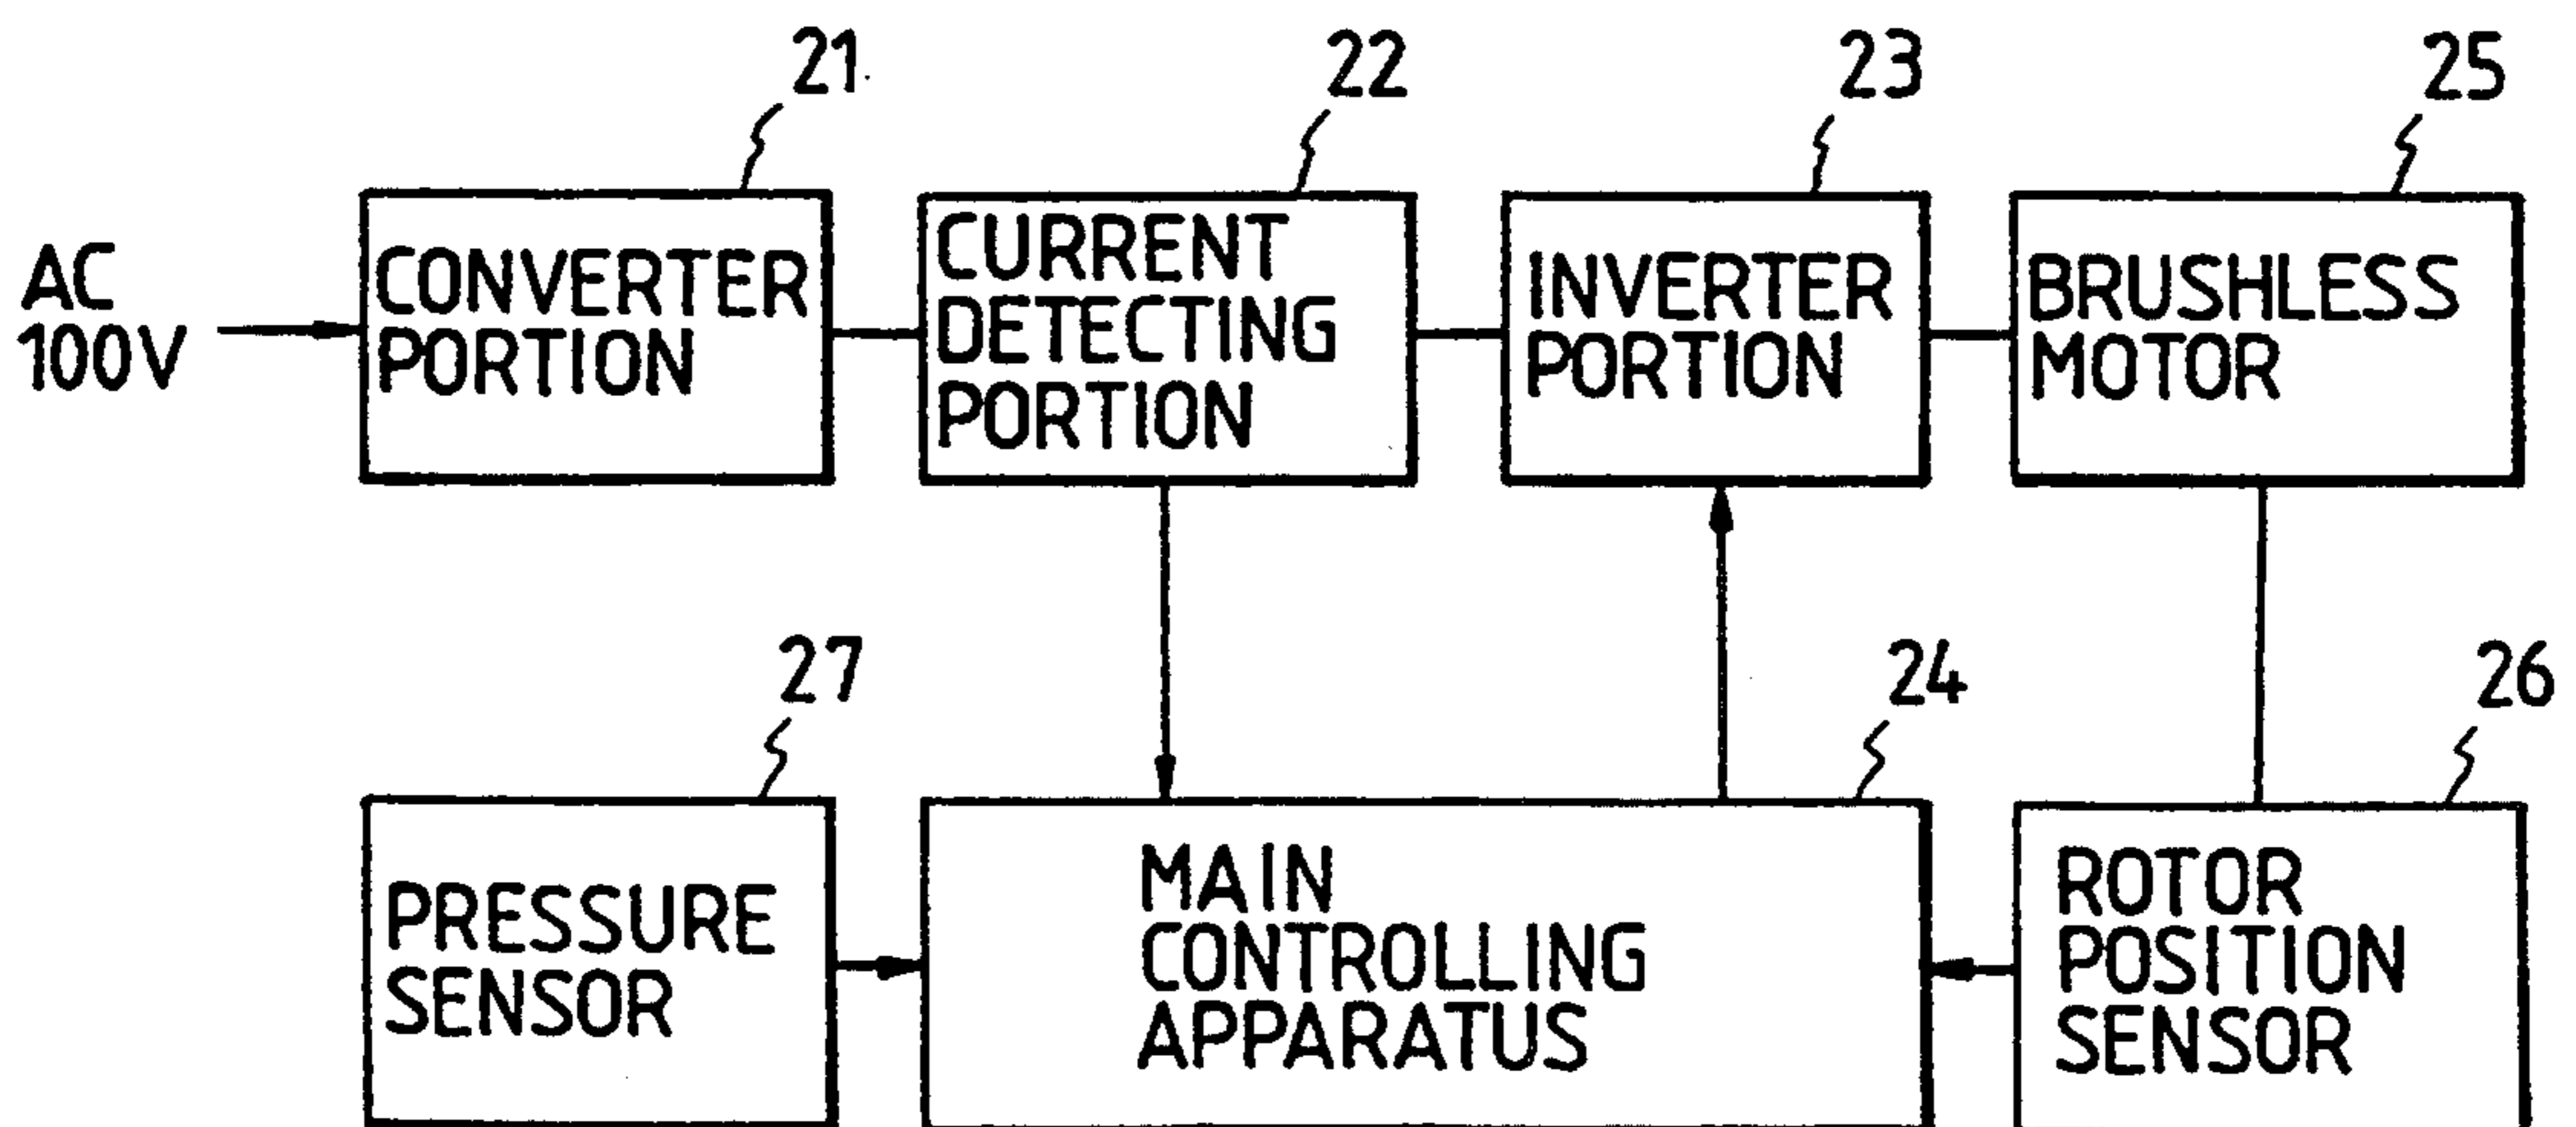 21
22
23
25
AC
100V
CONVERTER
PORTION
CURRENT
DETECTING
PORTION
INVERTER
PORTION
BRUSHLESS
MOTOR
27
24
26
PRESSURE
SENSOR
MAIN
CONTROLLING
APPARATUS
ROTOR
POSITION
SENSOR